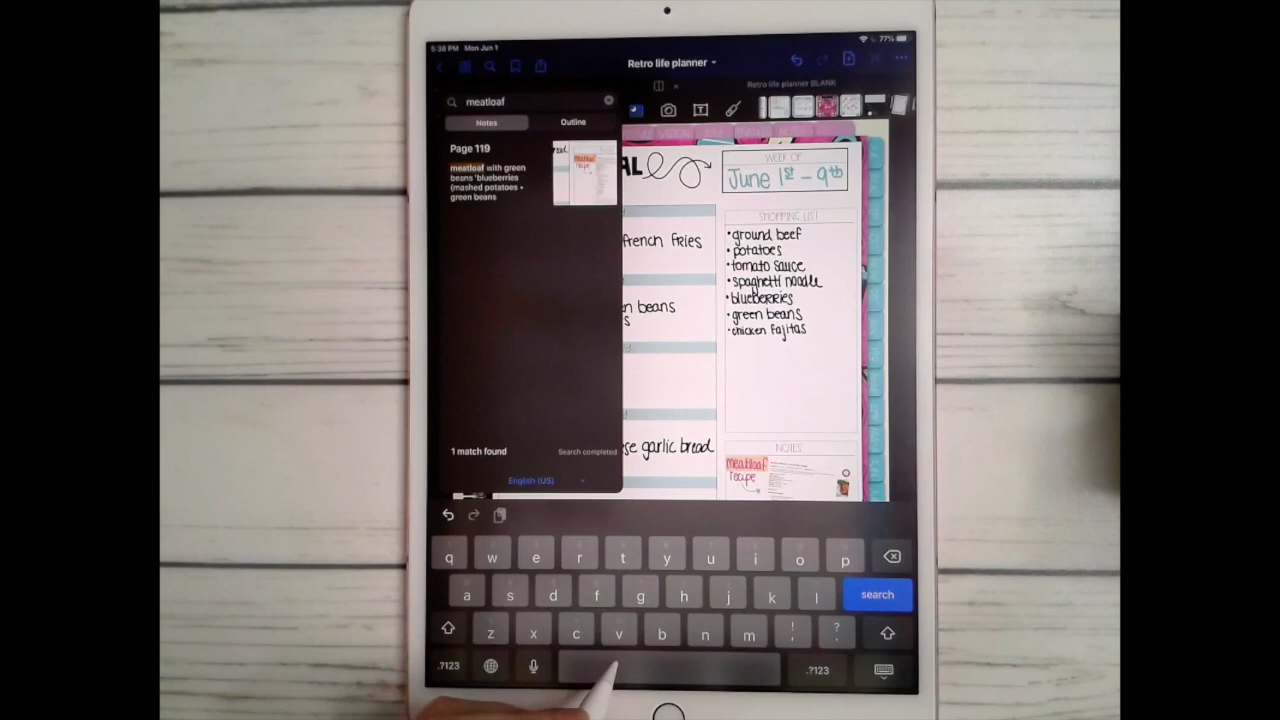 5:38 PM Mon Jun 1
77%
Retro life planner
Retro life planner BLANK
meatloaf
Notes
Outline
Page 119
meatloaf with green
beans 'blueberries
(mashed potatoes •
green beans
1 match found
Search completed
English (US)
AL
WEEK OF
June 1st - 9th
french fries
n beans
s
y
y
se garlic bread
SHOPPING LIST
•ground beef
•potatoes
•tomato sauce
•spaghetti noodle
•blueberries
•green beans
•chicken fajitas
NOTES
meatloaf
recipe
q w e r t y u i o p
a s d f g h j k l search
z x c v b n m ! , ? .
.?123 .?123